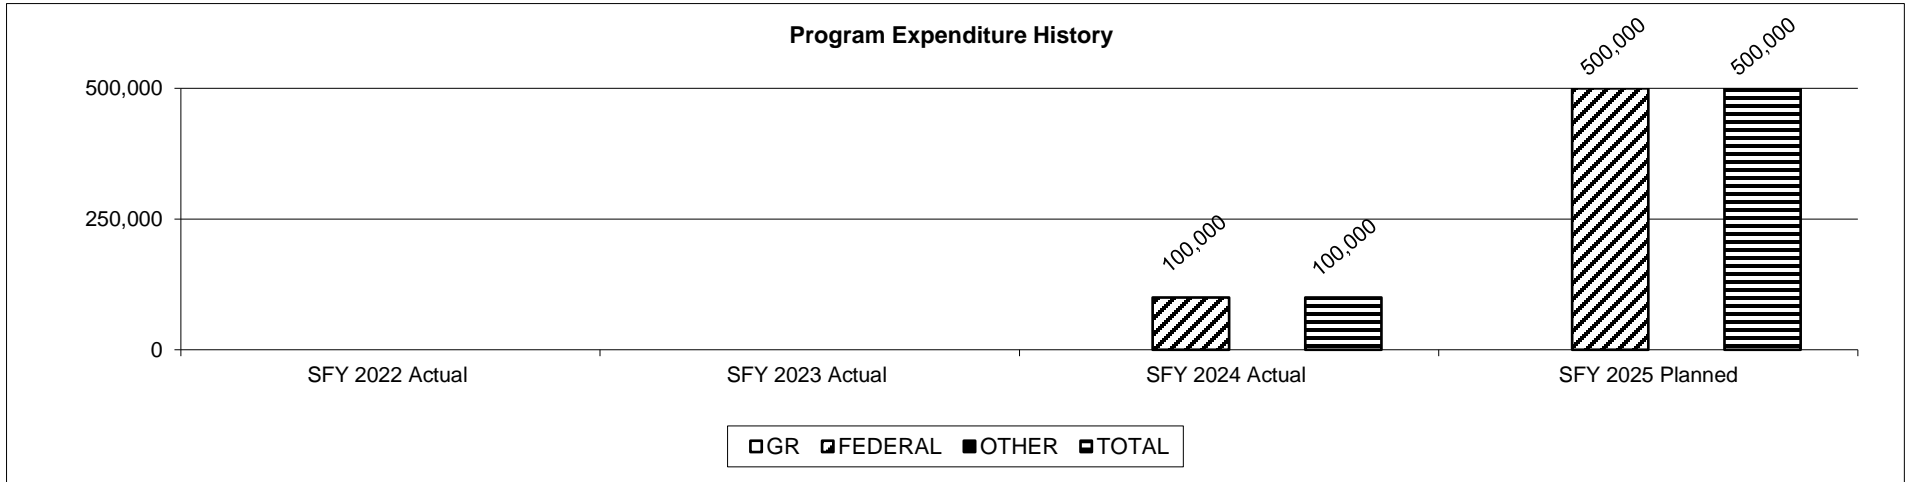 Program Expenditure History
500,000 500,000
500,000
250,000
100,000 100,000
0
SFY 2022 Actual SFY 2023 Actual SFY 2024 Actual SFY 2025 Planned
GR FEDERAL OTHER TOTAL